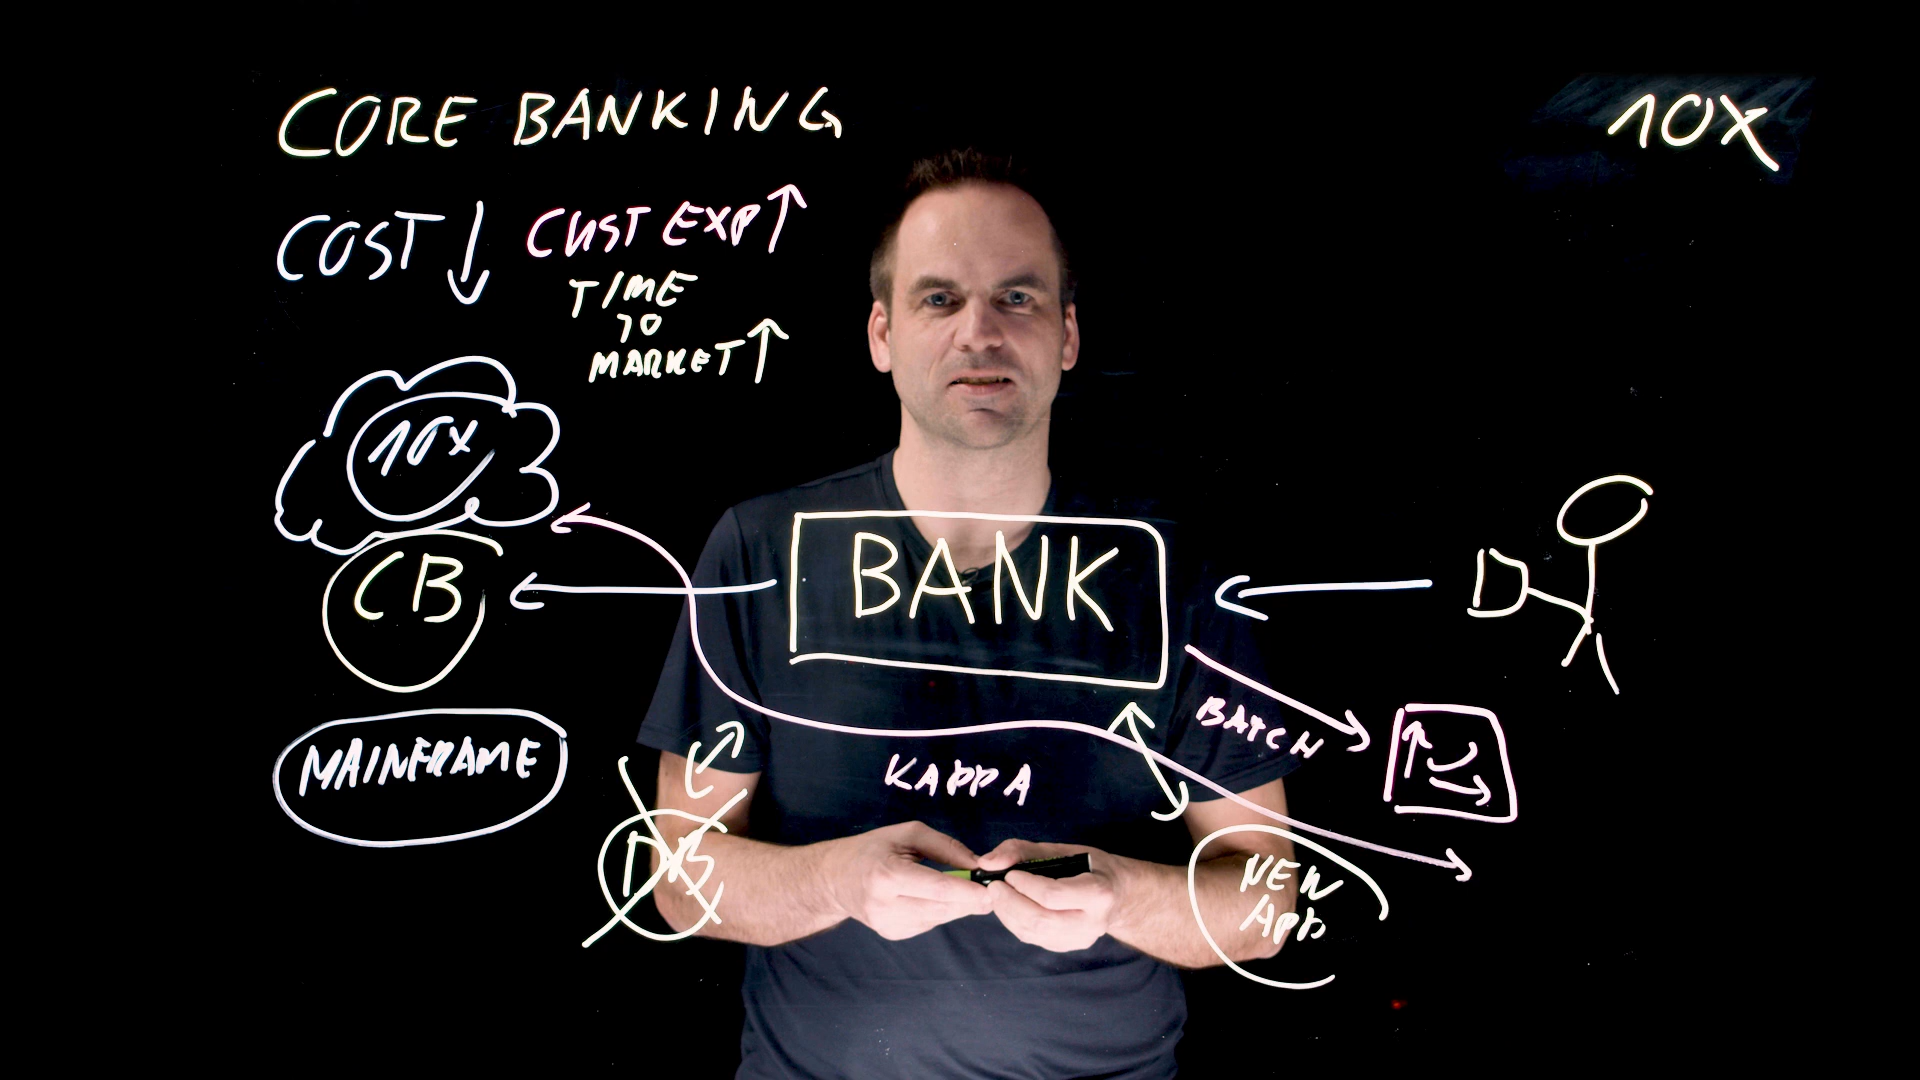 CORE BANKING
10X
COST ↓ CUST EXP ↑
TIME
TO
MARKET ↑
10X
BANK
CB
BATCH
MAINFRAME
KAPPA
DB
NEW
APP